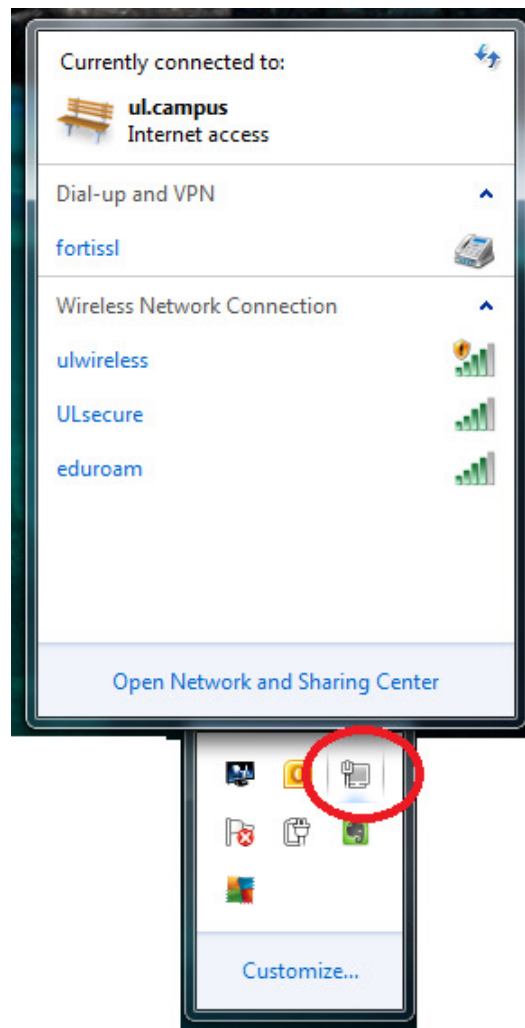 Currently connected to:
ul.campus
Internet access
Dial-up and VPN
fortissl
Wireless Network Connection
ulwireless
ULsecure
eduroam
Open Network and Sharing Center
Customize...